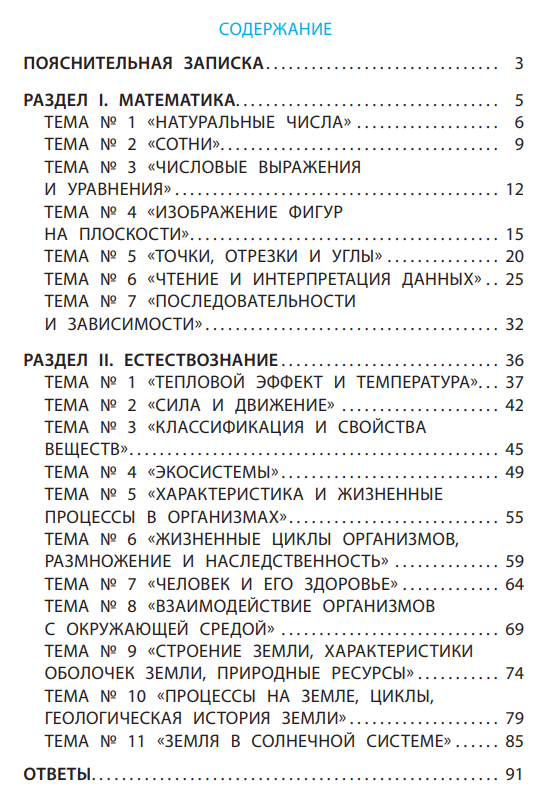 СОДЕРЖАНИЕ
ПОЯСНИТЕЛЬНАЯ ЗАПИСКА................................ 3
РАЗДЕЛ I. МАТЕМАТИКА.................................... 5
ТЕМА № 1 «НАТУРАЛЬНЫЕ ЧИСЛА» .................... 6
ТЕМА № 2 «СОТНИ»...................................... 9
ТЕМА № 3 «ЧИСЛОВЫЕ ВЫРАЖЕНИЯ
И УРАВНЕНИЯ» ............................................ 12
ТЕМА № 4 «ИЗОБРАЖЕНИЕ ФИГУР
НА ПЛОСКОСТИ».......................................... 15
ТЕМА № 5 «ТОЧКИ, ОТРЕЗКИ И УГЛЫ» ............... 20
ТЕМА № 6 «ЧТЕНИЕ И ИНТЕРПРЕТАЦИЯ ДАННЫХ» .. 25
ТЕМА № 7 «ПОСЛЕДОВАТЕЛЬНОСТИ
И ЗАВИСИМОСТИ» ........................................ 32
РАЗДЕЛ II. ЕСТЕСТВОЗНАНИЕ .............................. 36
ТЕМА № 1 «ТЕПЛОВОЙ ЭФФЕКТ И ТЕМПЕРАТУРА»... 37
ТЕМА № 2 «СИЛА И ДВИЖЕНИЕ» ..................... 42
ТЕМА № 3 «КЛАССИФИКАЦИЯ И СВОЙСТВА
ВЕЩЕСТВ».................................................. 45
ТЕМА № 4 «ЭКОСИСТЕМЫ».............................. 49
ТЕМА № 5 «ХАРАКТЕРИСТИКА И ЖИЗНЕННЫЕ
ПРОЦЕССЫ В ОРГАНИЗМАХ»............................ 55
ТЕМА № 6 «ЖИЗНЕННЫЕ ЦИКЛЫ ОРГАНИЗМОВ,
РАЗМНОЖЕНИЕ И НАСЛЕДСТВЕННОСТЬ» .............. 59
ТЕМА № 7 «ЧЕЛОВЕК И ЕГО ЗДОРОВЬЕ» ............. 64
ТЕМА № 8 «ВЗАИМОДЕЙСТВИЕ ОРГАНИЗМОВ
С ОКРУЖАЮЩЕЙ СРЕДОЙ» ............................. 69
ТЕМА № 9 «СТРОЕНИЕ ЗЕМЛИ, ХАРАКТЕРИСТИКИ
ОБОЛОЧЕК ЗЕМЛИ, ПРИРОДНЫЕ РЕСУРСЫ» ........... 74
ТЕМА № 10 «ПРОЦЕССЫ НА ЗЕМЛЕ, ЦИКЛЫ,
ГЕОЛОГИЧЕСКАЯ ИСТОРИЯ ЗЕМЛИ».................... 79
ТЕМА № 11 «ЗЕМЛЯ В СОЛНЕЧНОЙ СИСТЕМЕ» ...... 85
ОТВЕТЫ....................................................... 91